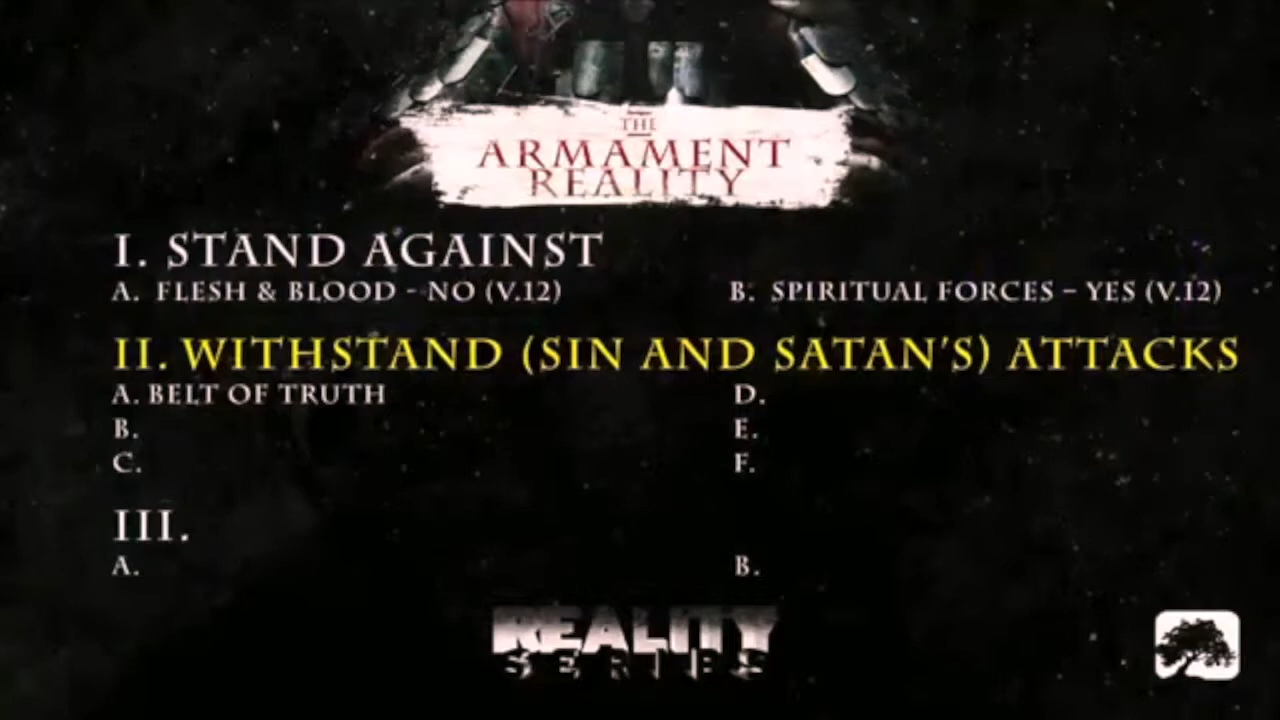 THE
ARMAMENT
REALITY
I. STAND AGAINST
A. FLESH & BLOOD - NO (V.12) B. SPIRITUAL FORCES – YES (V.12)
II. WITHSTAND (SIN AND SATAN'S) ATTACKS
A. BELT OF TRUTH D.
B. E.
C. F.
III.
A. B.
REALITY
SERIES